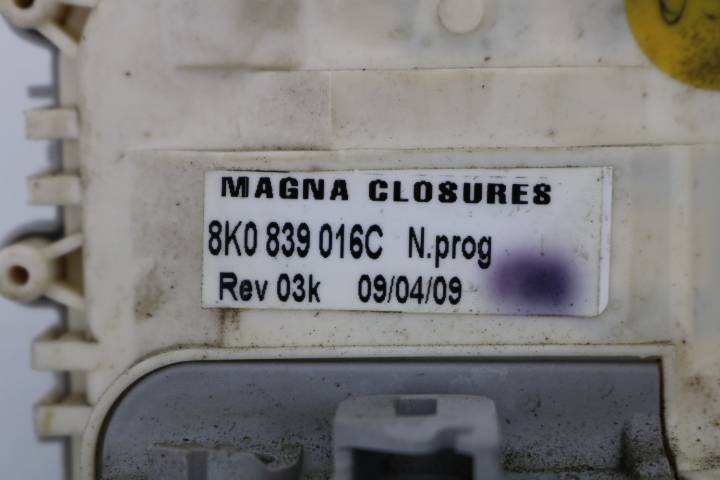 MAGNA CLOSURES
8K0 839 016C N.prog
Rev 03k 09/04/09